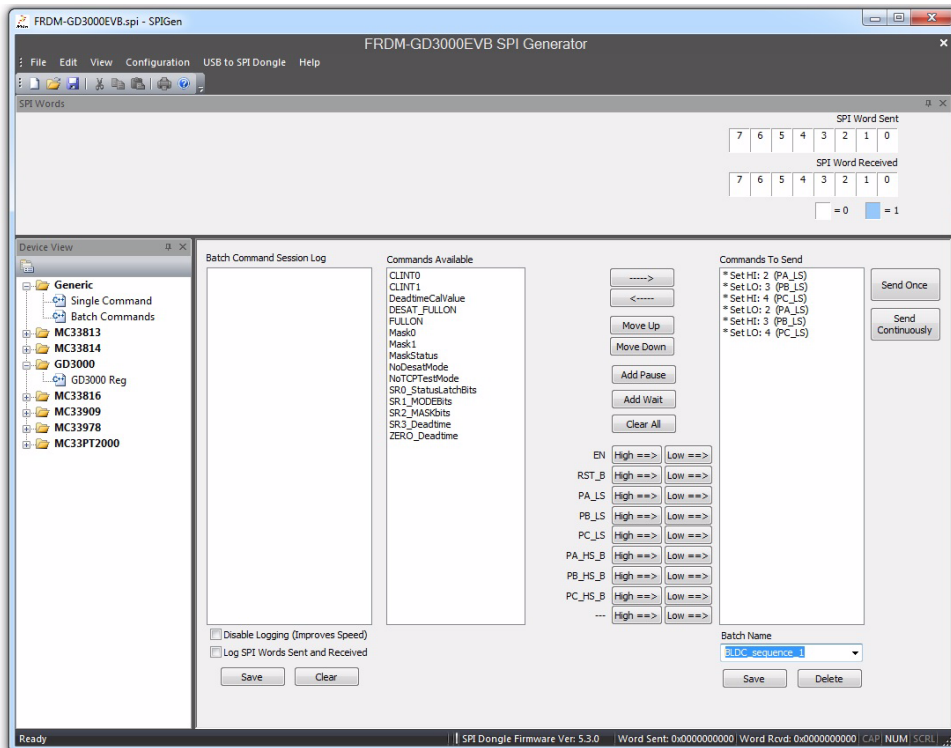 FRDM-GD3000EVB.spi - SPIGen
FRDM-GD3000EVB SPI Generator
File Edit View Configuration USB to SPI Dongle Help
SPI Words
SPI Word Sent
7 6 5 4 3 2 1 0
SPI Word Received
7 6 5 4 3 2 1 0
= 0 = 1
Device View
Generic
Single Command
Batch Commands
MC33813
MC33814
GD3000
GD3000 Reg
MC33816
MC33909
MC33978
MC33PT2000
Batch Command Session Log
Disable Logging (Improves Speed)
Log SPI Words Sent and Received
Save Clear
Commands Available
CLINT0
CLINT1
DeadtimeCalValue
DESAT_FULLON
FULLON
Mask0
Mask1
MaskStatus
NoDesatMode
NoTCPTestMode
SR0_StatusLatchBits
SR1_MODEBits
SR2_MASKbits
SR3_Deadtime
ZERO_Deadtime
----->
<-----
Move Up
Move Down
Add Pause
Add Wait
Clear All
EN High ==> Low ==>
RST_B High ==> Low ==>
PA_LS High ==> Low ==>
PB_LS High ==> Low ==>
PC_LS High ==> Low ==>
PA_HS_B High ==> Low ==>
PB_HS_B High ==> Low ==>
PC_HS_B High ==> Low ==>
--- High ==> Low ==>
Commands To Send
* Set HI: 2 (PA_LS)
* Set LO: 3 (PB_LS)
* Set HI: 4 (PC_LS)
* Set LO: 2 (PA_LS)
* Set HI: 3 (PB_LS)
* Set LO: 4 (PC_LS)
Send Once
Send
Continuously
Batch Name
BLDC_sequence_1
Save Delete
Ready SPI Dongle Firmware Ver: 5.3.0 Word Sent: 0x0000000000 Word Rcvd: 0x0000000000 CAP NUM SCRL